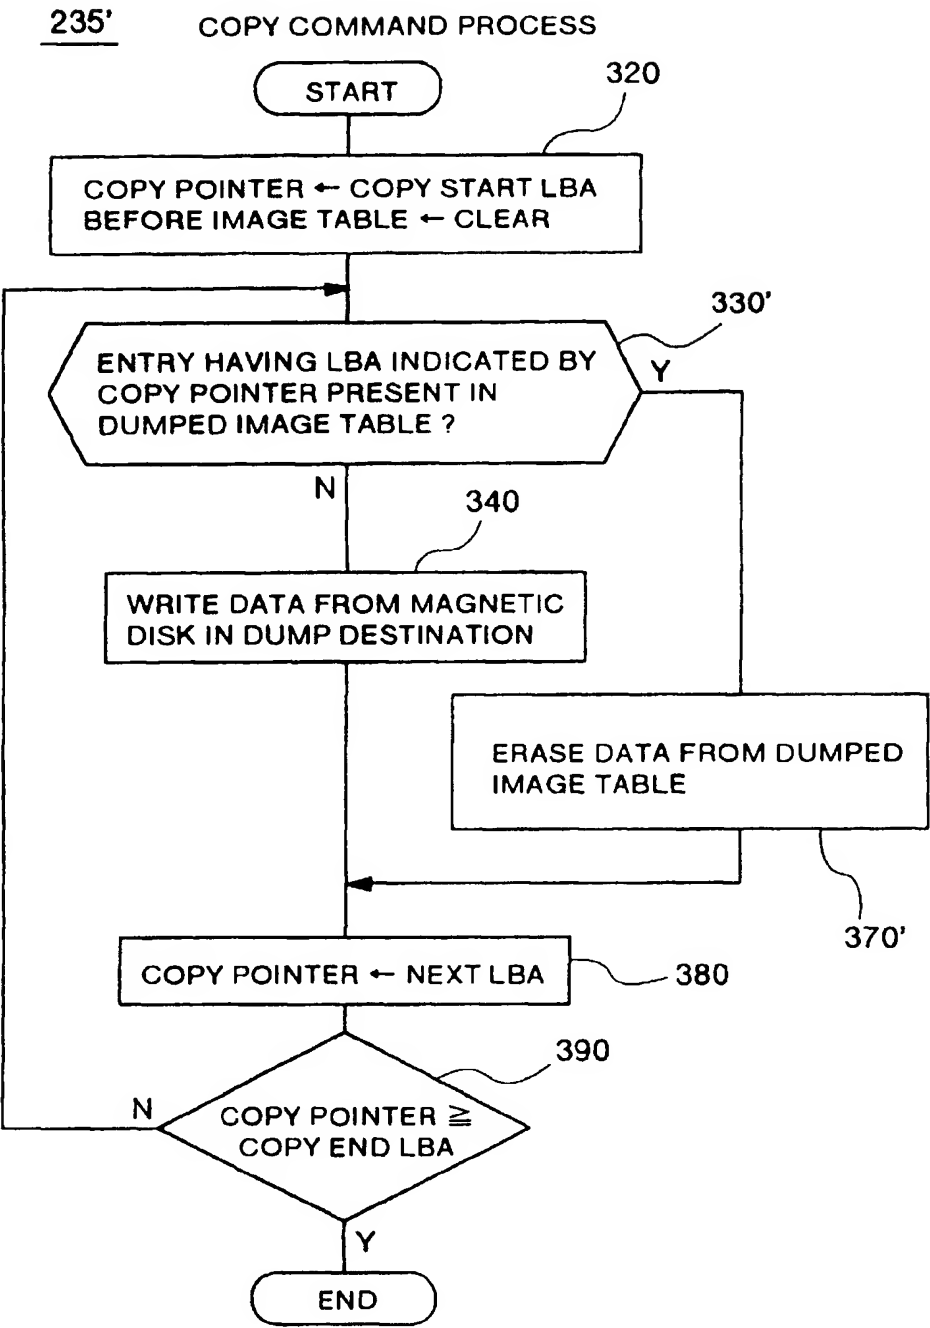 235' COPY COMMAND PROCESS
START
320
COPY POINTER ← COPY START LBA
BEFORE IMAGE TABLE ← CLEAR
330'
ENTRY HAVING LBA INDICATED BY
COPY POINTER PRESENT IN
DUMPED IMAGE TABLE ?
Y
N
340
WRITE DATA FROM MAGNETIC
DISK IN DUMP DESTINATION
ERASE DATA FROM DUMPED
IMAGE TABLE
370'
COPY POINTER ← NEXT LBA
380
390
N
COPY POINTER ≧
COPY END LBA
Y
END